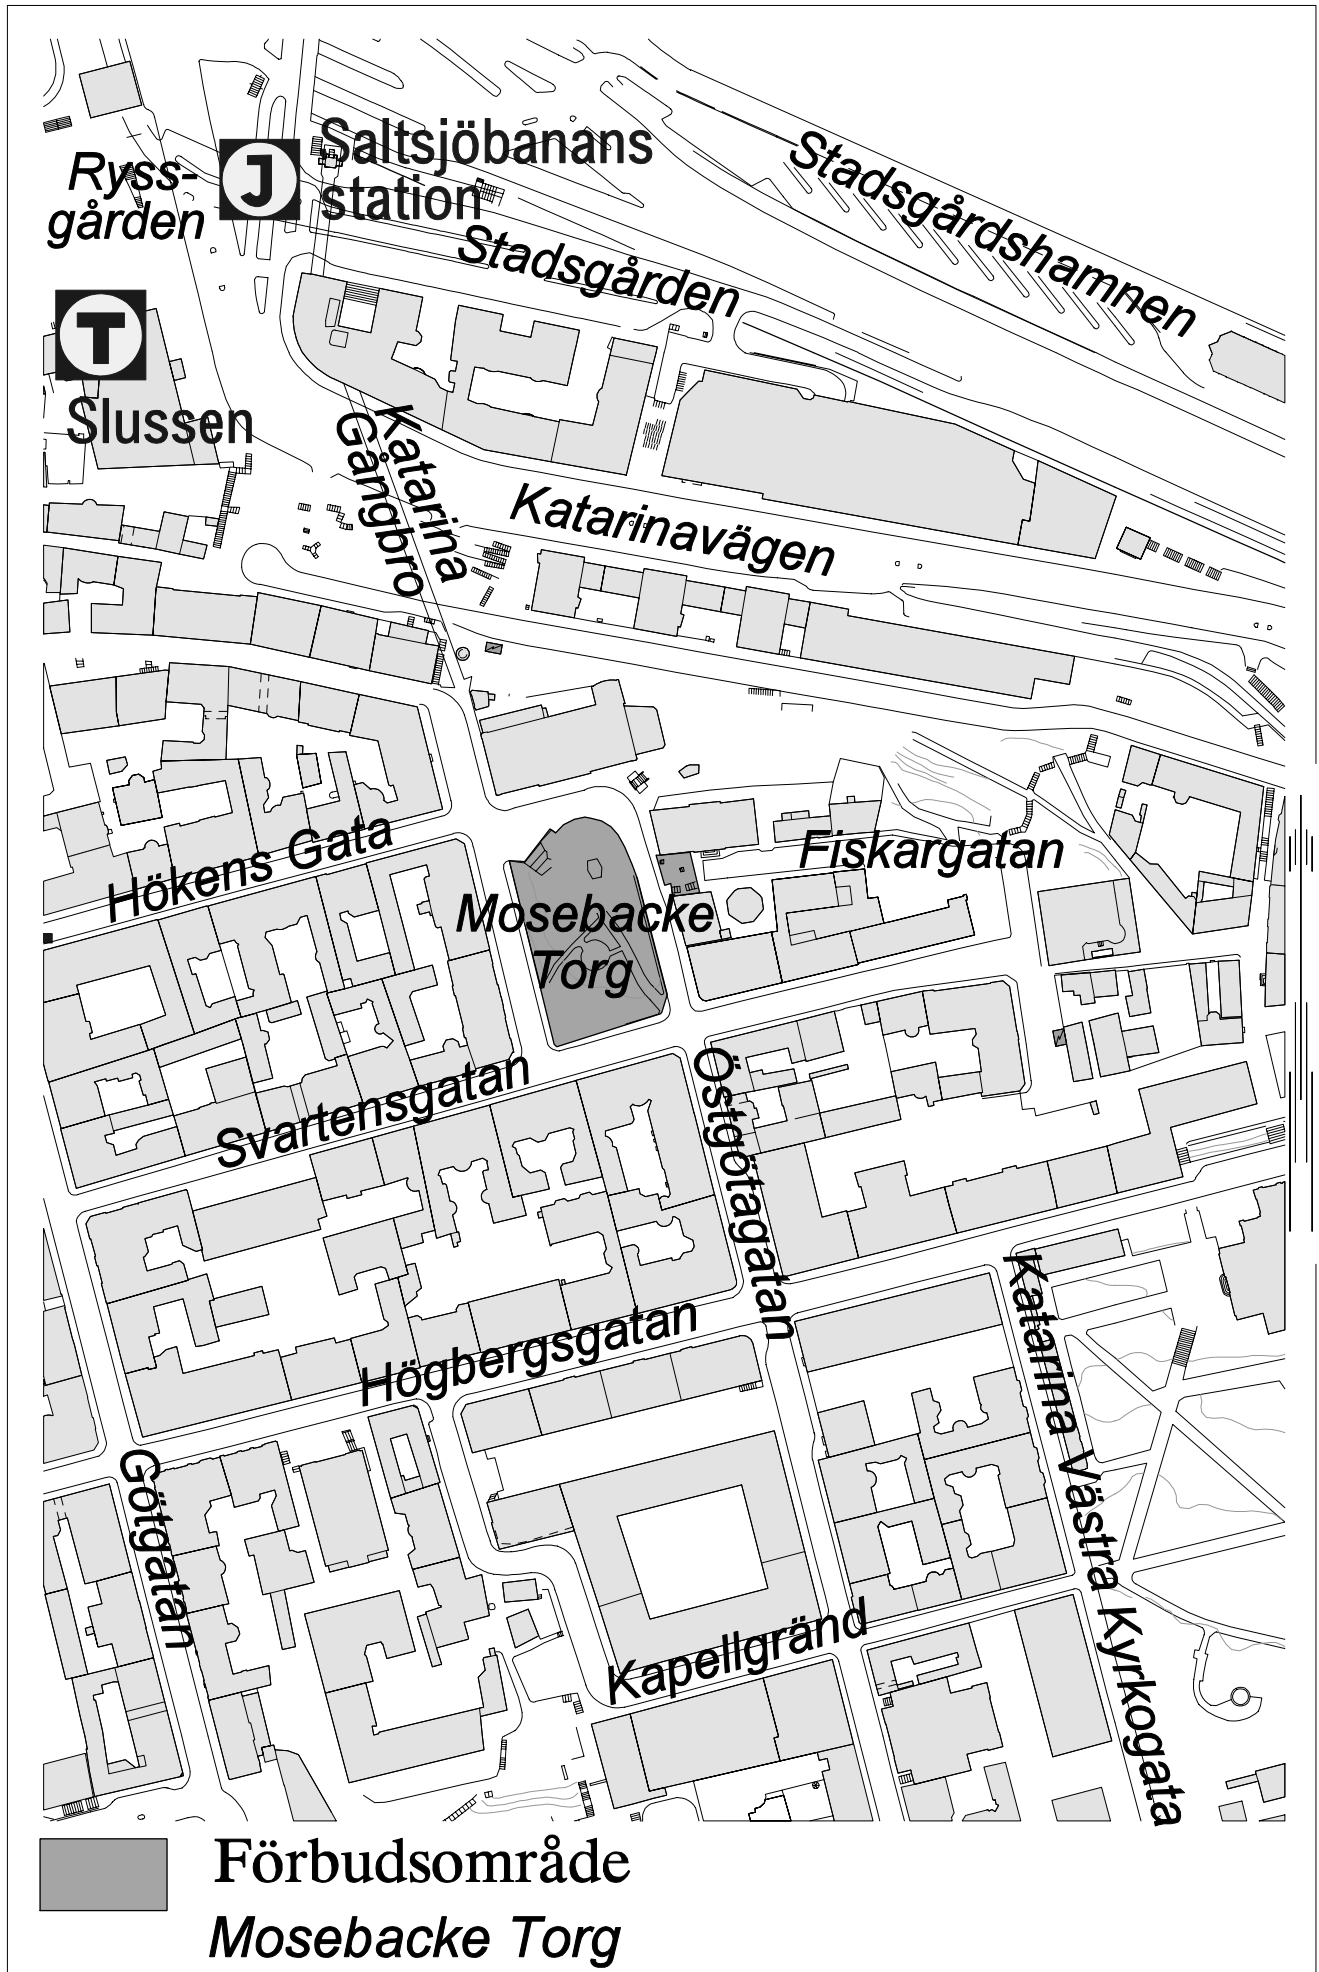 Saltsjöbanans
station
J
Ryss-
gården
Stadsgårdshamnen
Stadsgården
T
Slussen
Katarina
Gångbro
Katarinavägen
Hökens Gata
Fiskargatan
Mosebacke
Torg
Svartensgatan
Östgötagatan
Högbergsgatan
Katarina Västra Kyrkogata
Götgatan
Kapellgränd
Förbudsområde
Mosebacke Torg